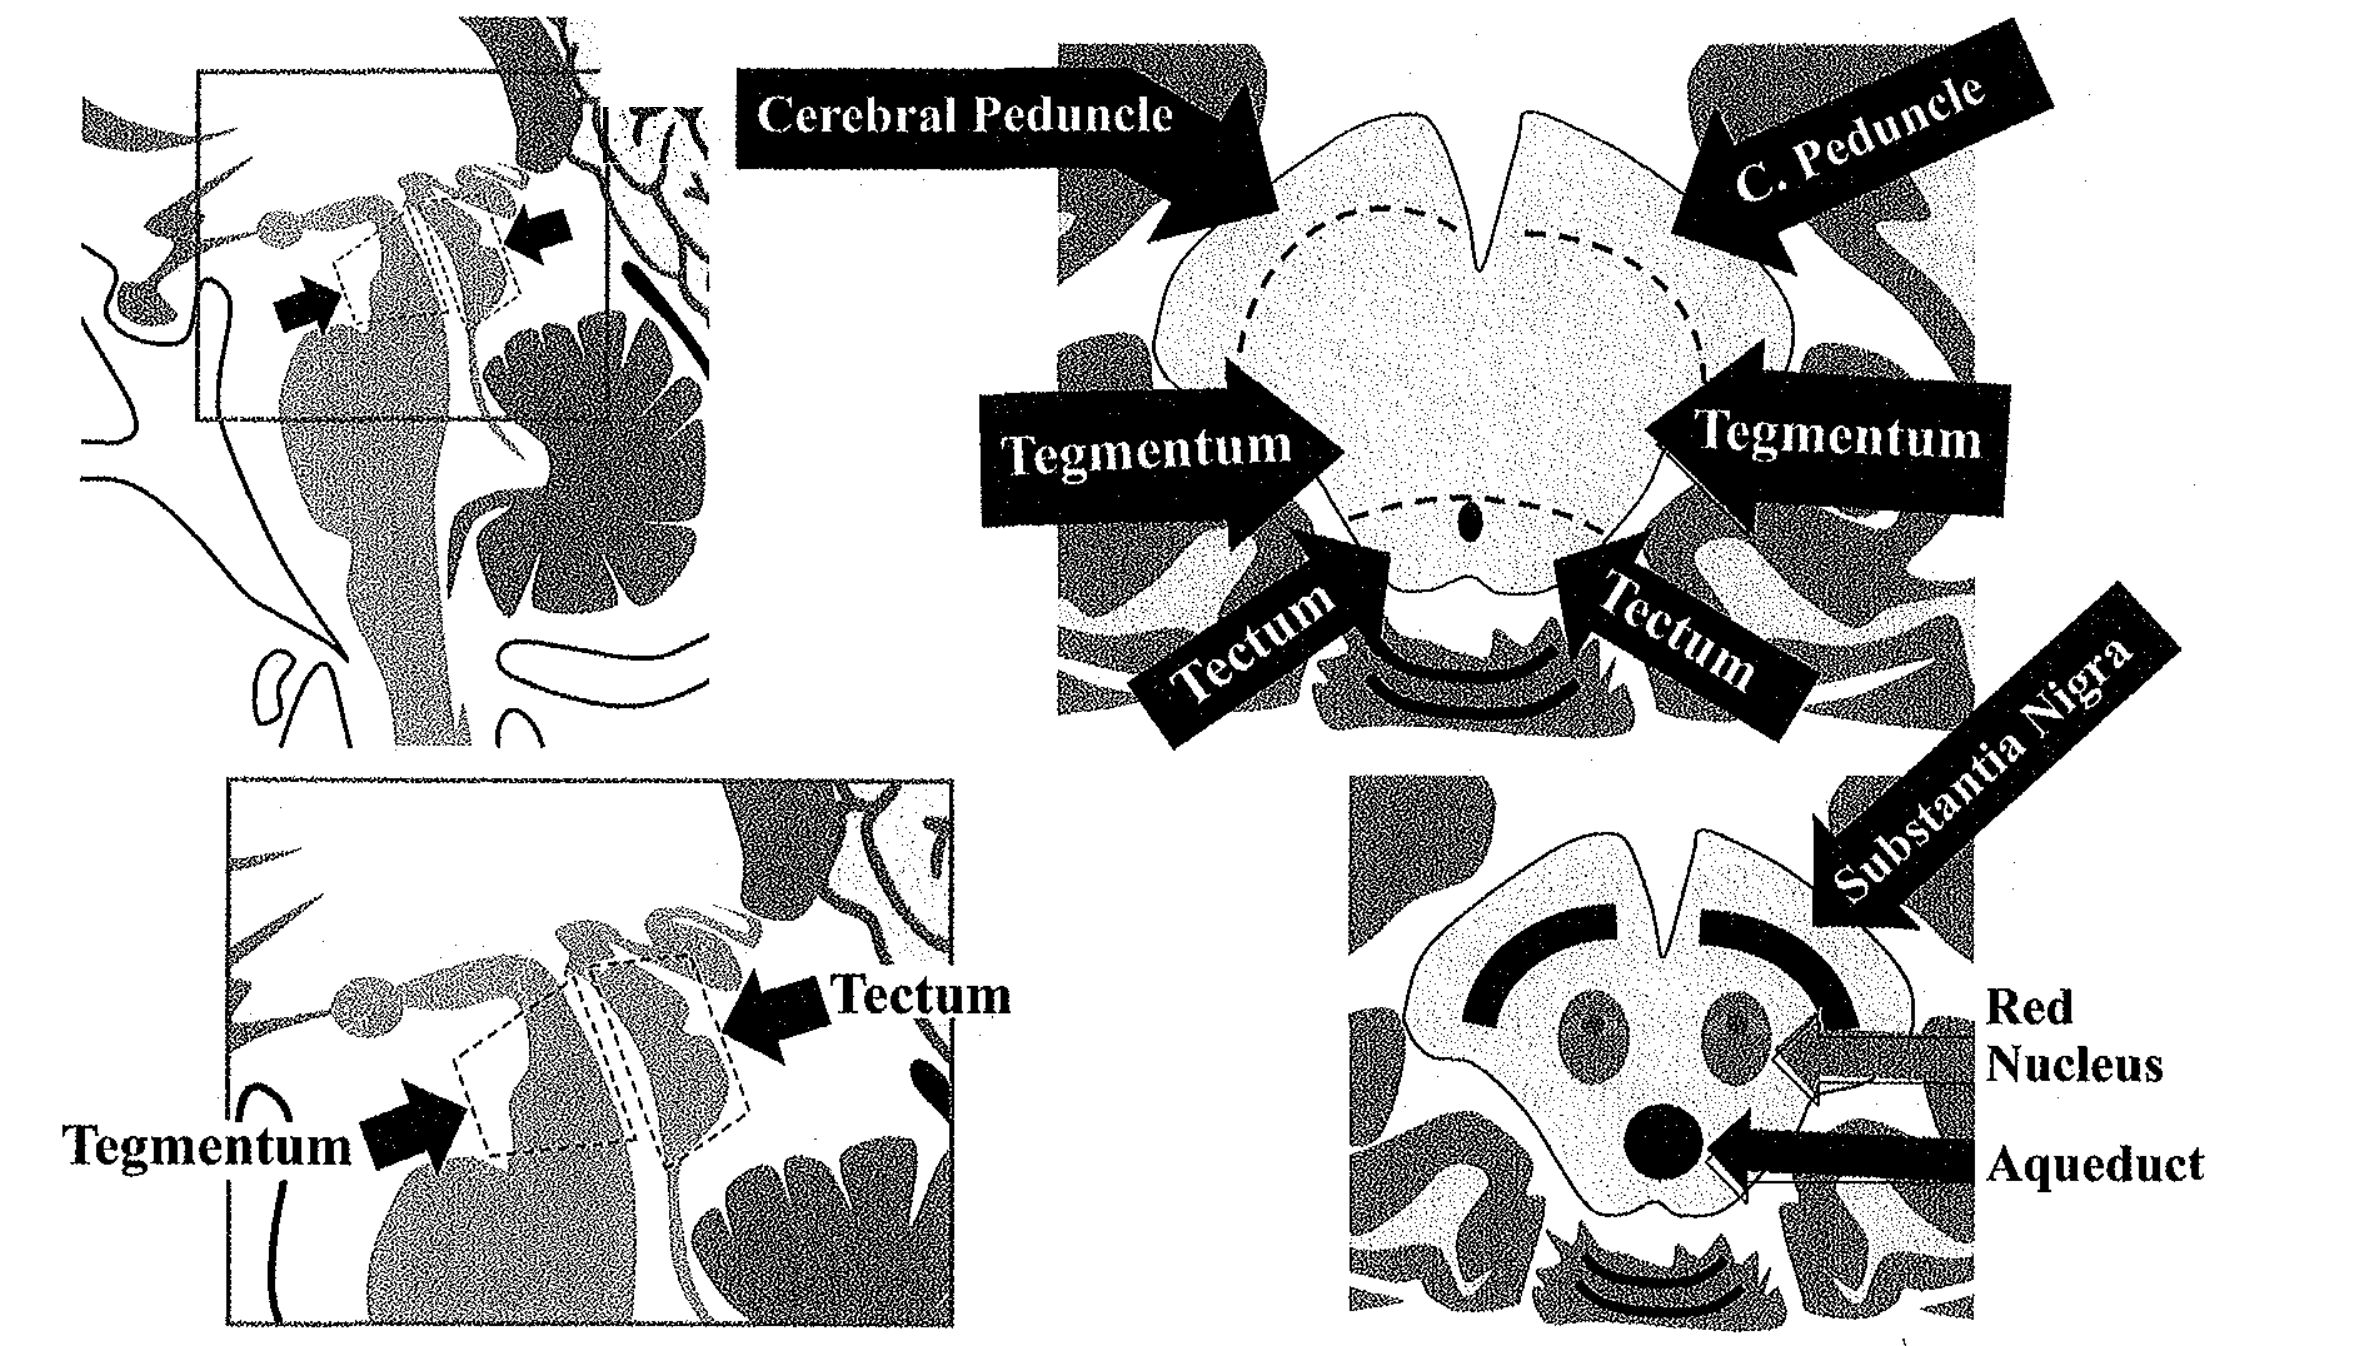 Cerebral Peduncle
C. Peduncle
Tegmentum
Tegmentum
Tectum
Tectum
Substantia Nigra
Tectum
Tegmentum
Red
Nucleus
Aqueduct